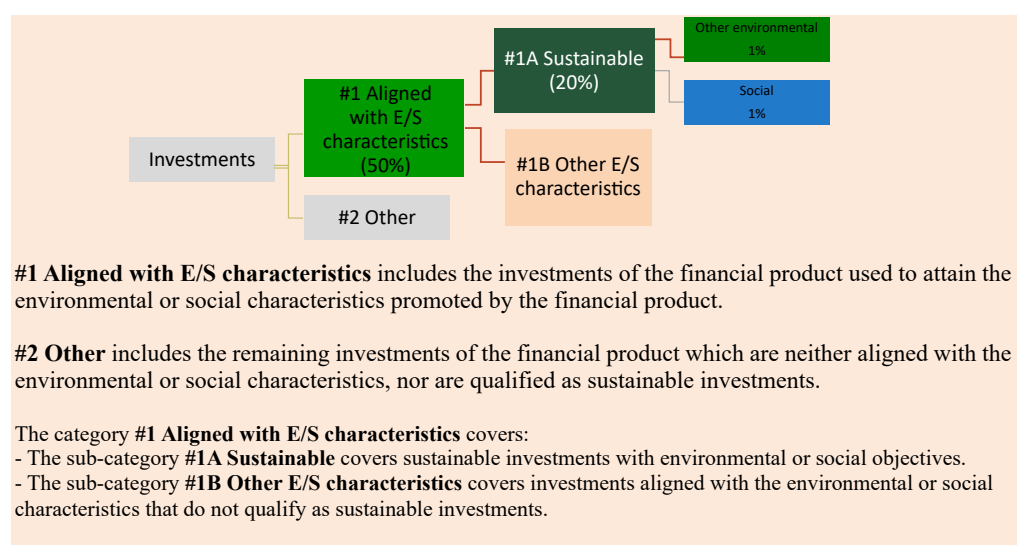 Other environmental
1%
#1A Sustainable
(20%)
Social
1%
#1 Aligned
with E/S
characteristics
(50%)
Investments
#1B Other E/S
characteristics
#2 Other
#1 Aligned with E/S characteristics includes the investments of the financial product used to attain the
environmental or social characteristics promoted by the financial product.
#2 Other includes the remaining investments of the financial product which are neither aligned with the
environmental or social characteristics, nor are qualified as sustainable investments.
The category #1 Aligned with E/S characteristics covers:
- The sub-category #1A Sustainable covers sustainable investments with environmental or social objectives.
- The sub-category #1B Other E/S characteristics covers investments aligned with the environmental or social
characteristics that do not qualify as sustainable investments.